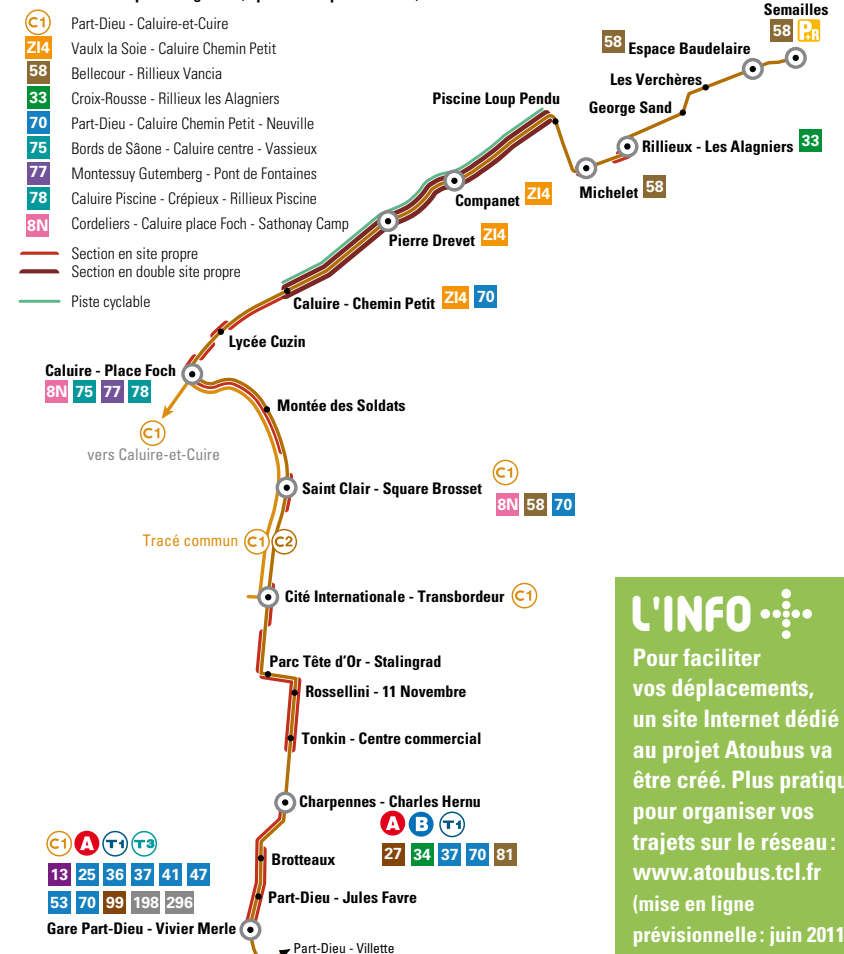 C1 Part-Dieu - Caluire-et-Cuire
ZI4 Vaulx la Soie - Caluire Chemin Petit
58 Bellecour - Rillieux Vancia
33 Croix-Rousse - Rillieux les Alagniers
70 Part-Dieu - Caluire Chemin Petit - Neuville
75 Bords de Sâone - Caluire centre - Vassieux
77 Montessuy Gutemberg - Pont de Fontaines
78 Caluire Piscine - Crépieux - Rillieux Piscine
8N Cordeliers - Caluire place Foch - Sathonay Camp
Section en site propre
Section en double site propre
Piste cyclable
Semailles
58 P+R
58 Espace Baudelaire
Les Verchères
George Sand
Piscine Loup Pendu
Rillieux - Les Alagniers 33
Michelet 58
Companet ZI4
Pierre Drevet ZI4
Caluire - Chemin Petit ZI4 70
Lycée Cuzin
Caluire - Place Foch
8N 75 77 78
C1
vers Caluire-et-Cuire
Montée des Soldats
C1
Saint Clair - Square Brosset
8N 58 70
Tracé commun C1 C2
Cité Internationale - Transbordeur C1
Parc Tête d'Or - Stalingrad
Rossellini - 11 Novembre
Tonkin - Centre commercial
Charpennes - Charles Hernu
A B T1
27 34 37 70 81
Brotteaux
Part-Dieu - Jules Favre
C1 A T1 T3
13 25 36 37 41 47
53 70 99 198 296
Gare Part-Dieu - Vivier Merle
Part-Dieu - Villette
L'INFO
Pour faciliter
vos déplacements,
un site Internet dédié
au projet Atoubus va
être créé. Plus pratiqu
pour organiser vos
trajets sur le réseau :
www.atoubus.tcl.fr
(mise en ligne
prévisionnelle : juin 2011